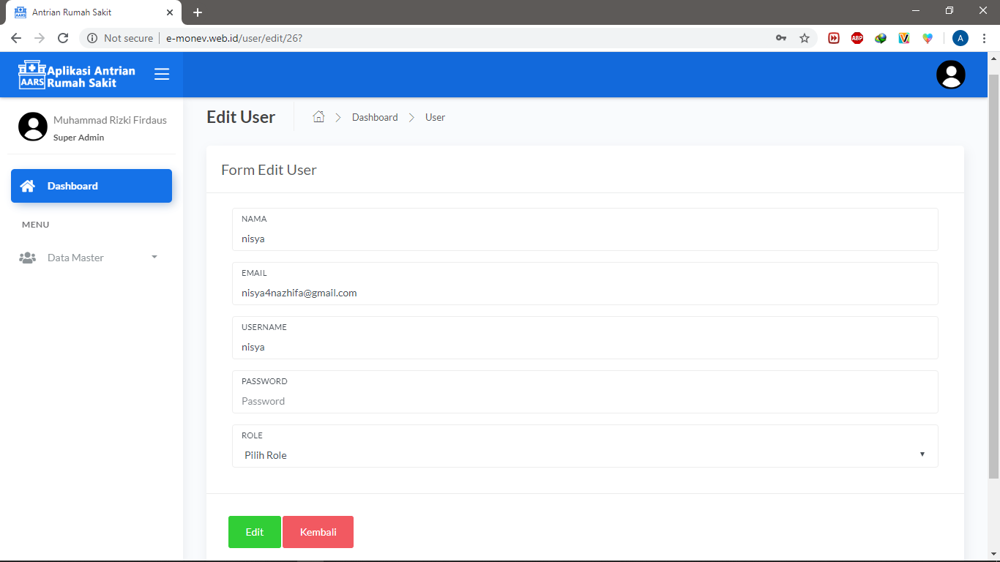 Antrian Rumah Sakit
Not secure
e-monev.web.id/user/edit/26?
ABP
A
AARS
Aplikasi Antrian
Rumah Sakit
Muhammad Rizki Firdaus
Super Admin
Dashboard
MENU
Data Master
Edit User
Dashboard
User
Form Edit User
NAMA
nisya
EMAIL
nisya4nazhifa@gmail.com
USERNAME
nisya
PASSWORD
Password
ROLE
Pilih Role
Edit
Kembali